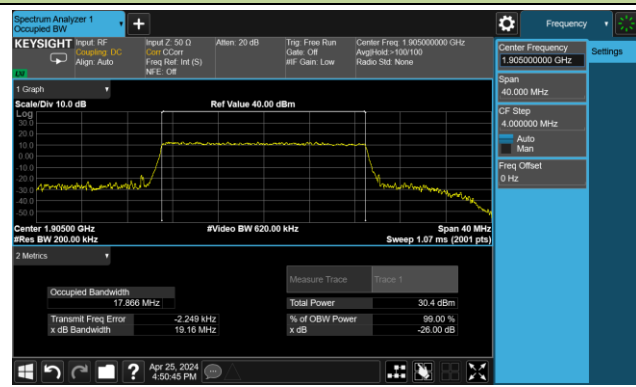 Spectrum Analyzer 1
Occupied BW
Frequency
KEYSIGHT
Input: RF
Coupling: DC
Align: Auto
Input Z: 50 Ω
Corr CCorr
Freq Ref: Int (S)
NFE: Off
Atten: 20 dB
Trig: Free Run
Gate: Off
#IF Gain: Low
Center Freq: 1.905000000 GHz
Avg|Hold:>100/100
Radio Std: None
Center Frequency
1.905000000 GHz
Settings
Span
40.000 MHz
CF Step
4.000000 MHz
Auto
Man
Freq Offset
0 Hz
1 Graph
Scale/Div 10.0 dB
Ref Value 40.00 dBm
Log
30.0
20.0
10.0
0.00
-10.0
-20.0
-30.0
-40.0
-50.0
Center 1.90500 GHz
#Video BW 620.00 kHz
Span 40 MHz
#Res BW 200.00 kHz
Sweep 1.07 ms (2001 pts)
2 Metrics
Measure Trace
Trace 1
Occupied Bandwidth
17.866 MHz
Total Power
30.4 dBm
Transmit Freq Error
-2.249 kHz
% of OBW Power
99.00 %
x dB Bandwidth
19.16 MHz
x dB
-26.00 dB
Apr 25, 2024
4:50:45 PM